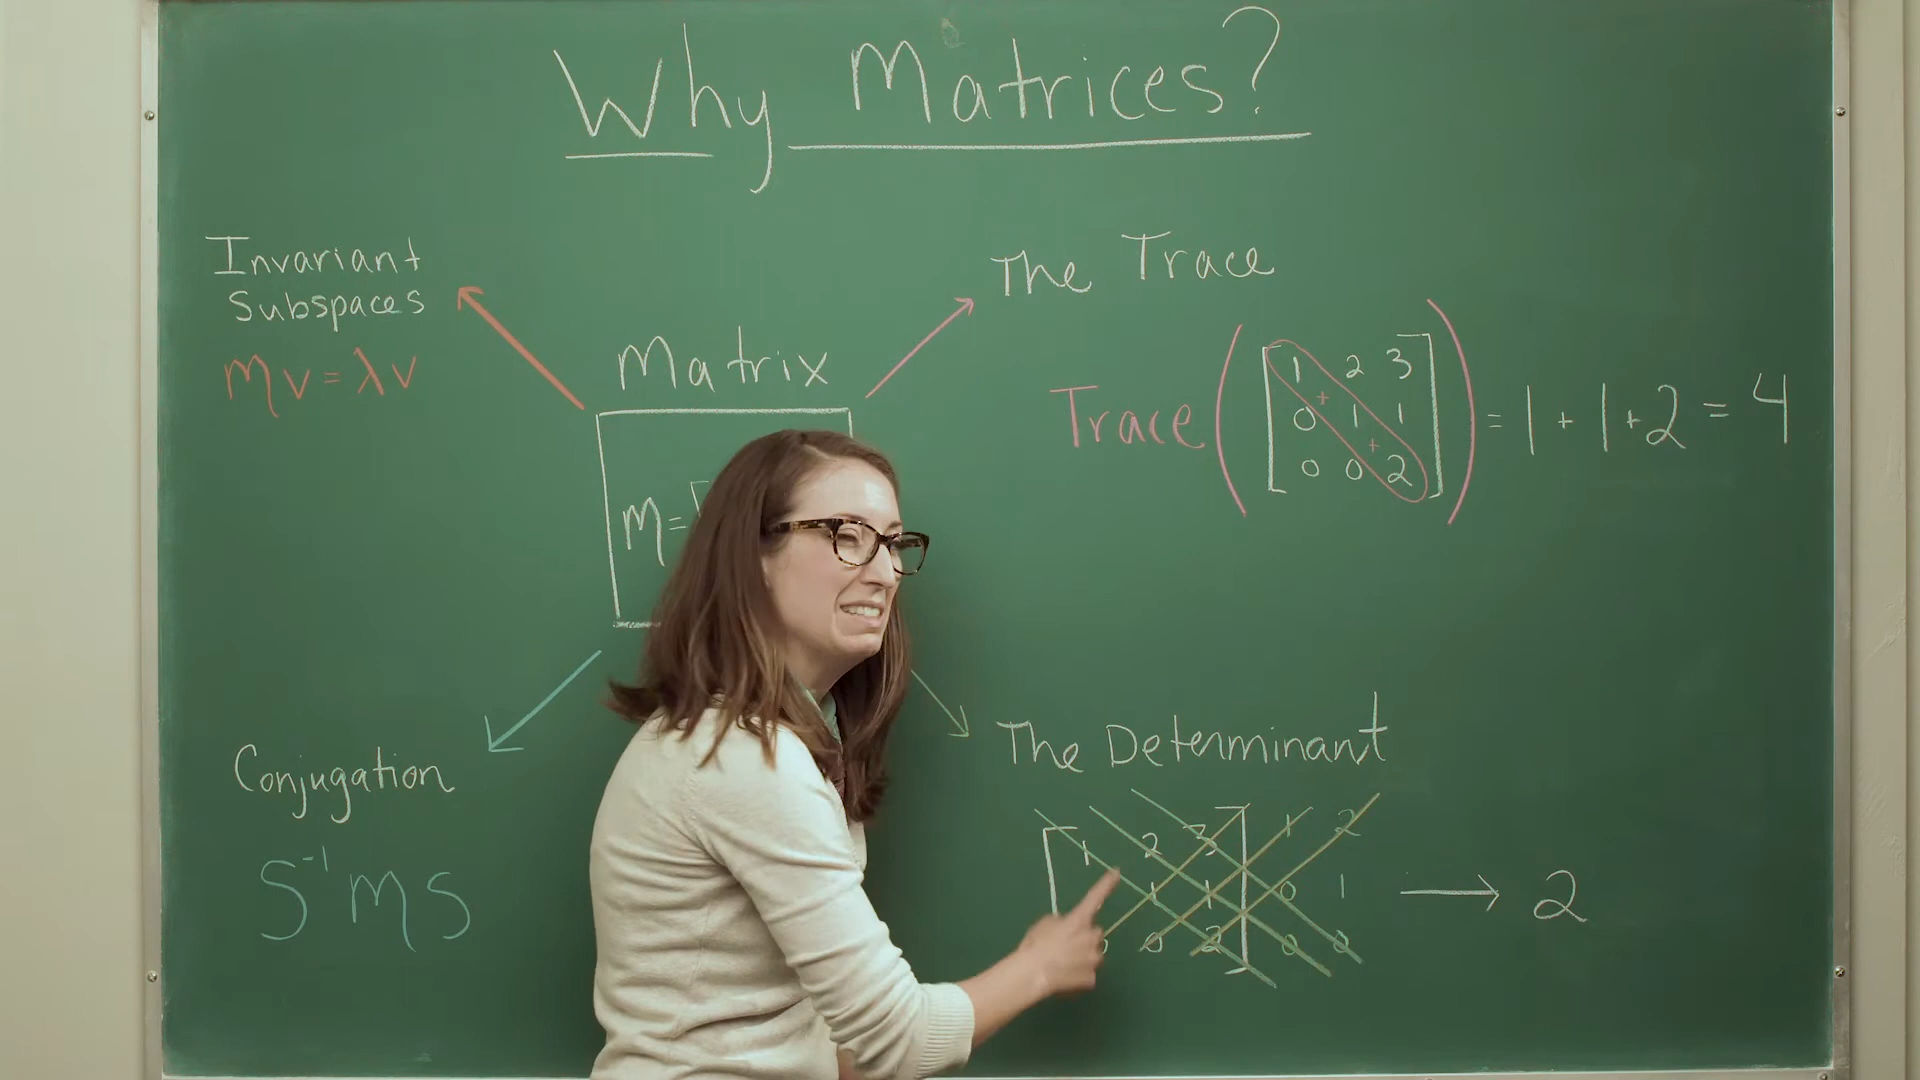 Why Matrices?
Invariant
Subspaces
MV = λV
Matrix
M = [
Conjugation
S⁻¹MS
The Trace
Trace ( [ 1 2 3
0 1 1
0 0 2 ] ) = 1 + 1 + 2 = 4
+
+
The Determinant
[ 1 2 3 ] 1 2
1 1 0 1 → 2
0 0 2 0 0